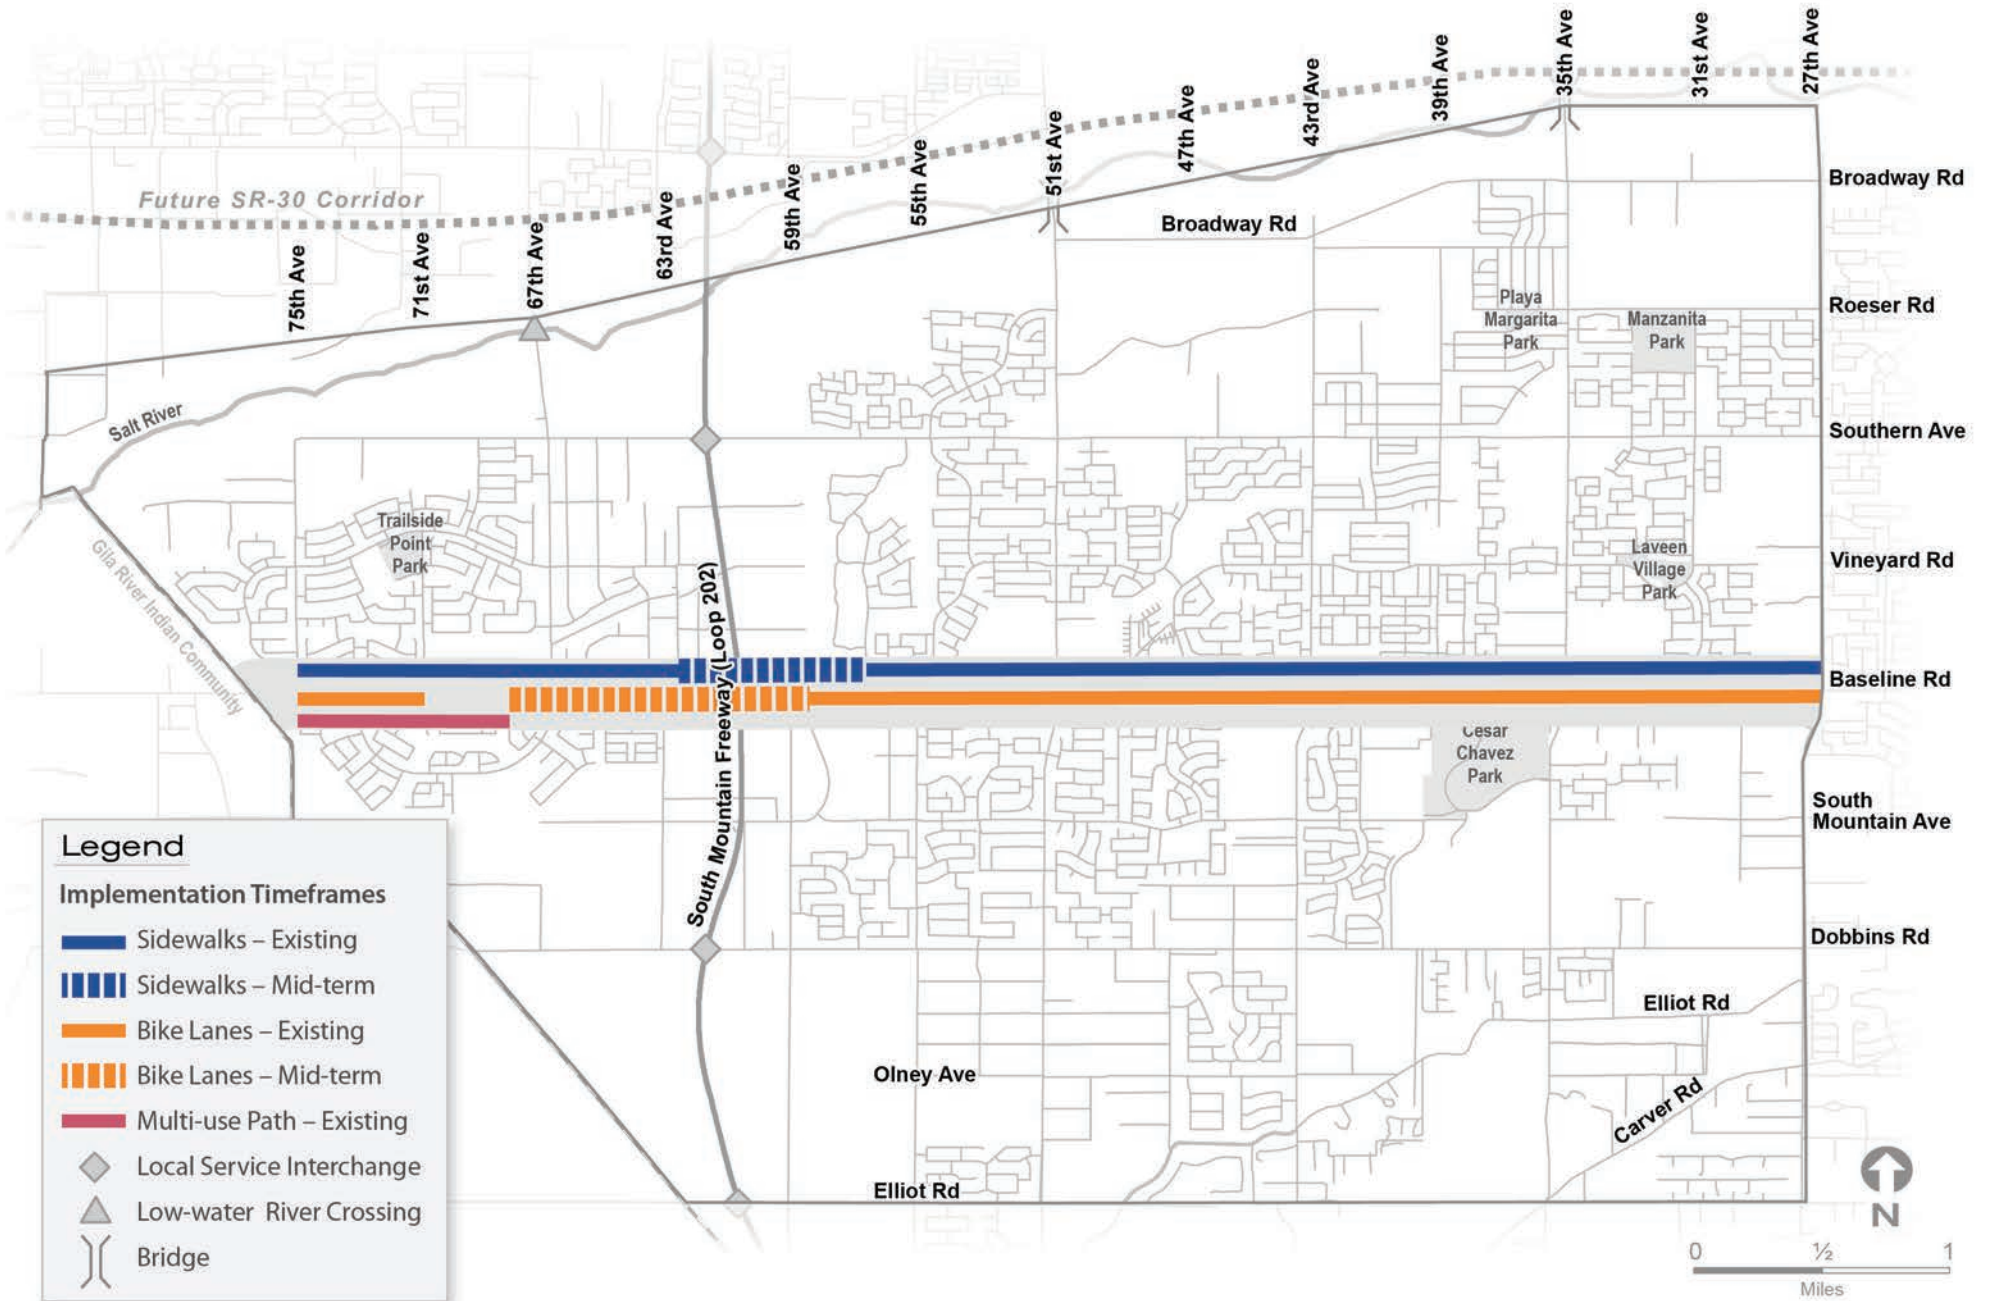 35th Ave
31st Ave
27th Ave
39th Ave
43rd Ave
47th Ave
51st Ave
55th Ave
59th Ave
63rd Ave
67th Ave
71st Ave
75th Ave
Future SR-30 Corridor
Broadway Rd
Broadway Rd
Roeser Rd
Playa
Margarita
Park
Manzanita
Park
Salt River
Southern Ave
Trailside
Point
Park
Gila River Indian Community
Laveen
Village
Park
Vineyard Rd
South Mountain Freeway (Loop 202)
Baseline Rd
Cesar
Chavez
Park
South
Mountain Ave
Dobbins Rd
Elliot Rd
Olney Ave
Carver Rd
Elliot Rd
Legend
Implementation Timeframes
Sidewalks – Existing
Sidewalks – Mid-term
Bike Lanes – Existing
Bike Lanes – Mid-term
Multi-use Path – Existing
Local Service Interchange
Low-water River Crossing
Bridge
N
0 ½ 1
Miles